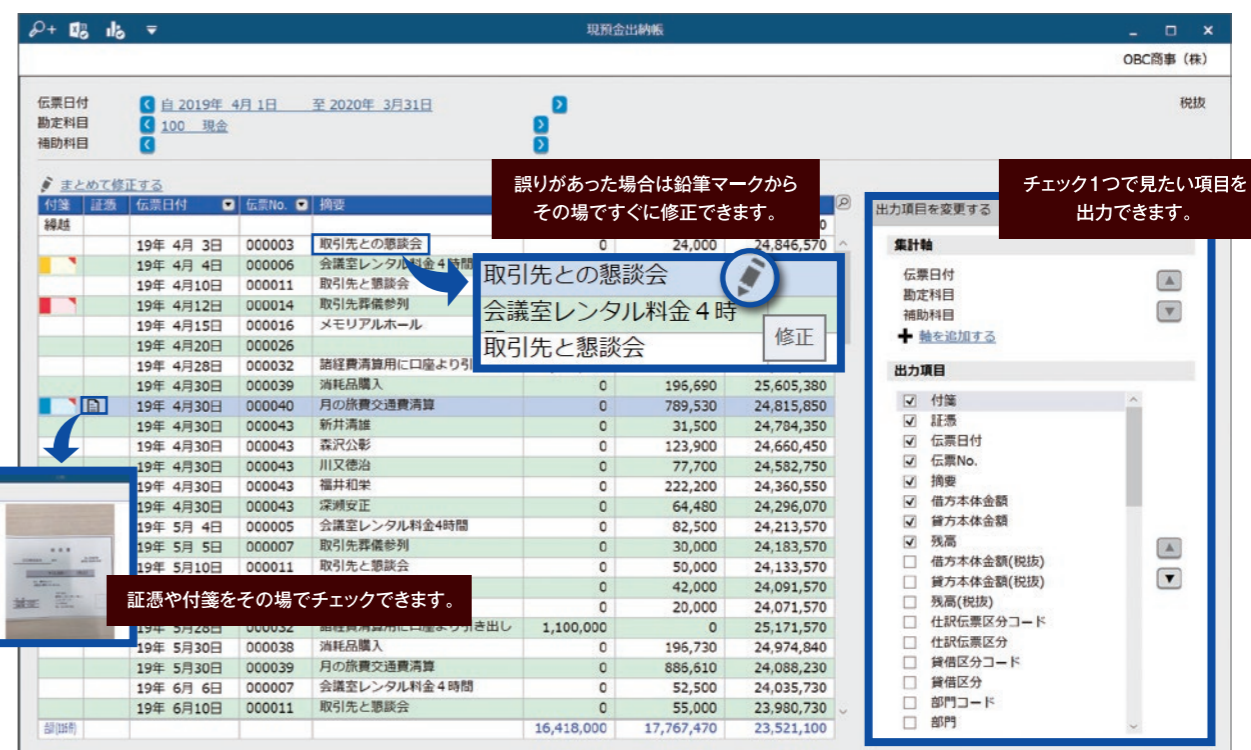 現預金出納帳
OBC商事（株）
伝票日付 自 2019年 4月 1日 至 2020年 3月31日 税抜
勘定科目 100 現金
補助科目
まとめて修正する
誤りがあった場合は鉛筆マークから
その場ですぐに修正できます。
チェック1つで見たい項目を
出力できます。
付箋 証憑 伝票日付 伝票No. 摘要
繰越 0
19年 4月 3日 000003 取引先との懇談会 0 24,000 24,846,570
19年 4月 4日 000006 会議室レンタル料金４時間
19年 4月10日 000011 取引先と懇談会
19年 4月12日 000014 取引先葬儀参列
19年 4月15日 000016 メモリアルホール
19年 4月20日 000026
19年 4月28日 000032 諸経費清算用に口座より引
取引先との懇談会
会議室レンタル料金４時
取引先と懇談会
修正
19年 4月30日 000039 消耗品購入 0 196,690 25,605,380
19年 4月30日 000040 月の旅費交通費清算 0 789,530 24,815,850
19年 4月30日 000043 新井清雄 0 31,500 24,784,350
19年 4月30日 000043 森沢公彰 0 123,900 24,660,450
19年 4月30日 000043 川又徳治 0 77,700 24,582,750
19年 4月30日 000043 福井和栄 0 222,200 24,360,550
19年 4月30日 000043 深瀬安正 0 64,480 24,296,070
19年 5月 4日 000005 会議室レンタル料金4時間 0 82,500 24,213,570
19年 5月 5日 000007 取引先葬儀参列 0 30,000 24,183,570
19年 5月10日 000011 取引先と懇談会 0 50,000 24,133,570
0 42,000 24,091,570
0 20,000 24,071,570
証憑や付箋をその場でチェックできます。
19年 5月28日 000032 諸経費清算用に口座より引き出し 1,100,000 0 25,171,570
19年 5月30日 000038 消耗品購入 0 196,730 24,974,840
19年 5月30日 000039 月の旅費交通費清算 0 886,610 24,088,230
19年 6月 6日 000007 会議室レンタル料金４時間 0 52,500 24,035,730
19年 6月10日 000011 取引先と懇談会 0 55,000 23,980,730
16,418,000 17,767,470 23,521,100
出力項目を変更する
集計軸
伝票日付
勘定科目
補助科目
軸を追加する
出力項目
付箋
証憑
伝票日付
伝票No.
摘要
借方本体金額
貸方本体金額
残高
借方本体金額(税抜)
貸方本体金額(税抜)
残高(税抜)
仕訳伝票区分コード
仕訳伝票区分
貸借区分コード
貸借区分
部門コード
部門